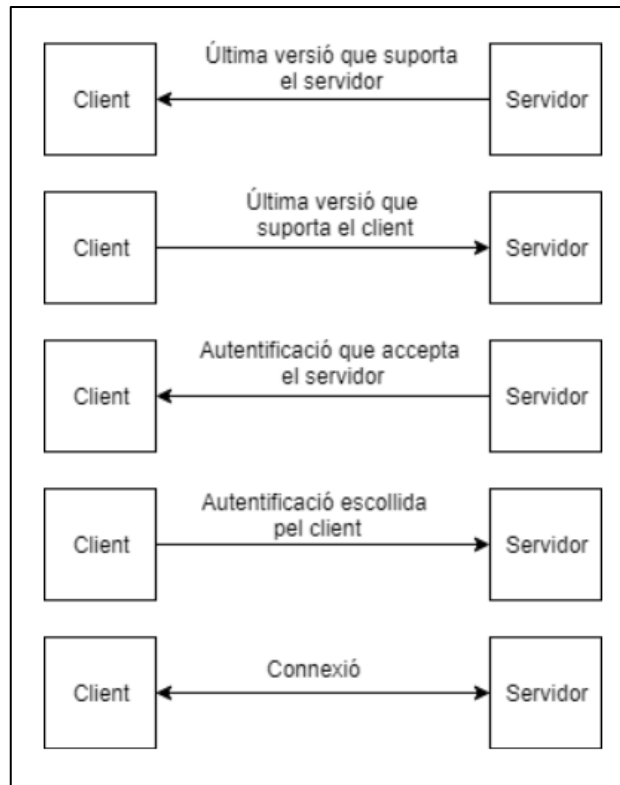 Última versió que suporta
el servidor
Client
Servidor
Última versió que
suporta el client
Client
Servidor
Autentificació que accepta
el servidor
Client
Servidor
Autentificació escollida
pel client
Client
Servidor
Connexió
Client
Servidor